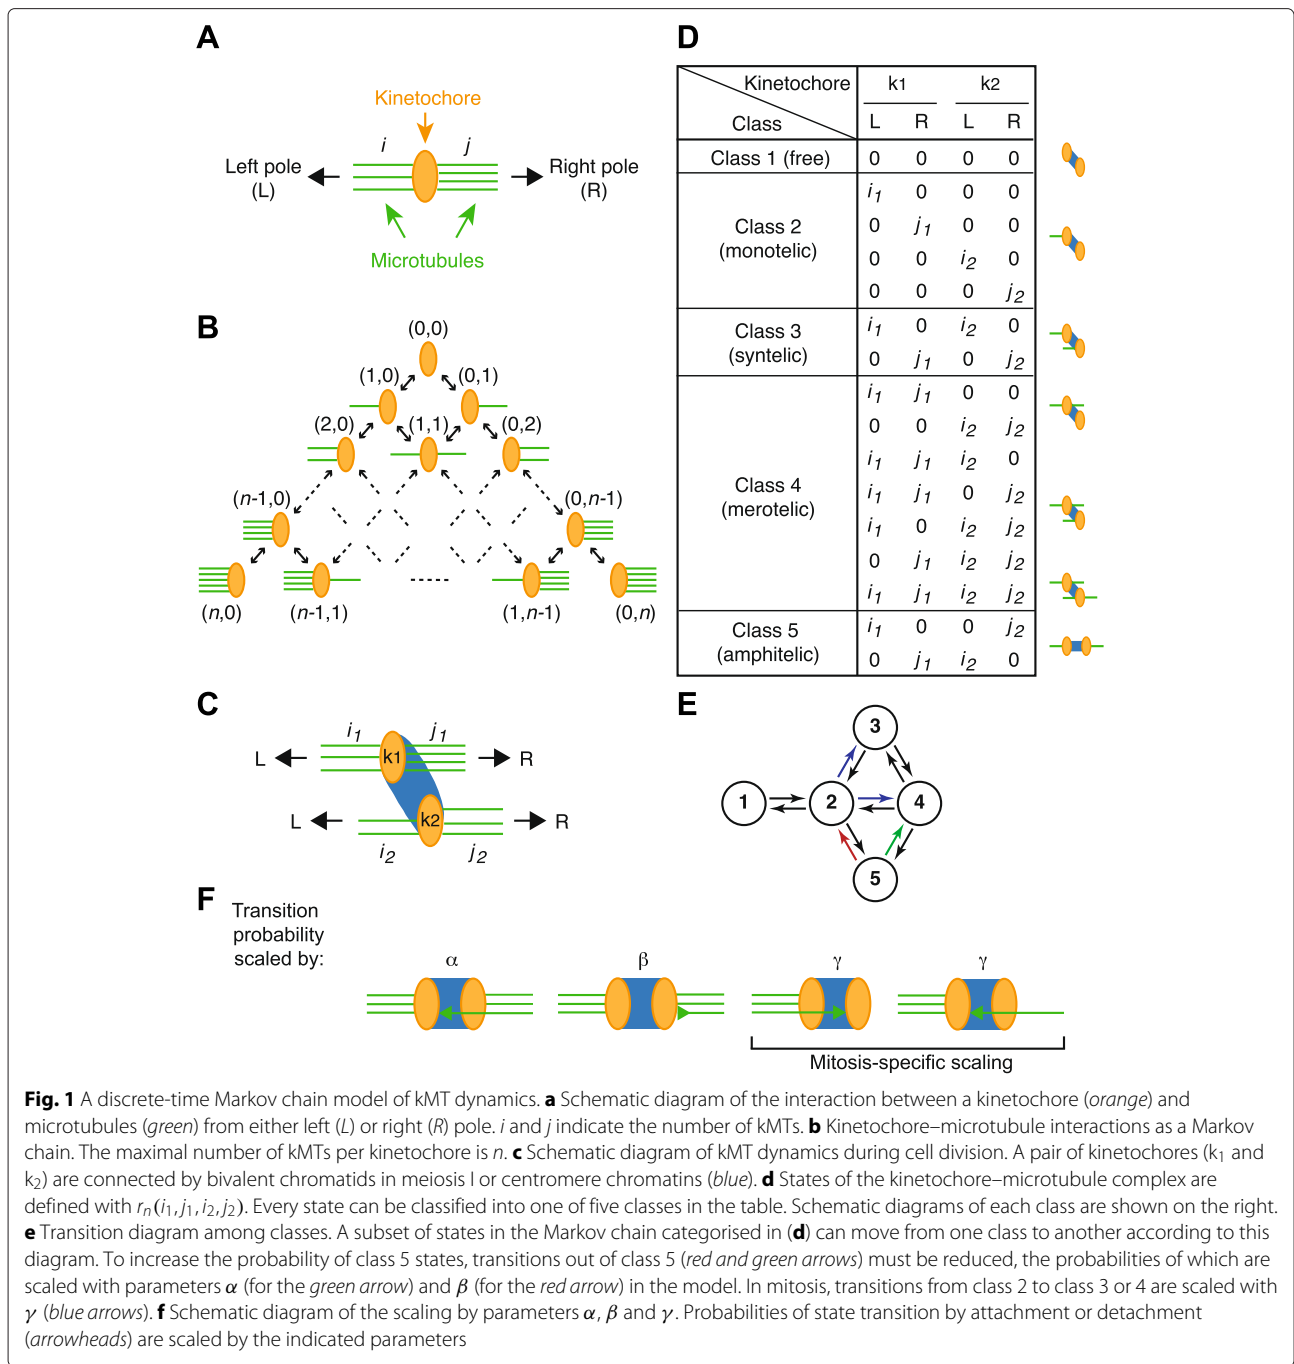 A
Kinetochore
i
j
Left pole
(L)
Right pole
(R)
Microtubules
B
(0,0)
(1,0)
(0,1)
(2,0)
(1,1)
(0,2)
(n-1,0)
(0,n-1)
(n,0)
(n-1,1)
(1,n-1)
(0,n)
C
i1
j1
L
k1
R
L
k2
R
i2
j2
D
Kinetochore k1 k2
Class L R L R
Class 1 (free) 0 0 0 0
Class 2
(monotelic)
i1 0 0 0
0 j1 0 0
0 0 i2 0
0 0 0 j2
Class 3
(syntelic)
i1 0 i2 0
0 j1 0 j2
Class 4
(merotelic)
i1 j1 0 0
0 0 i2 j2
i1 j1 i2 0
i1 j1 0 j2
i1 0 i2 j2
0 j1 i2 j2
i1 j1 i2 j2
Class 5
(amphitelic)
i1 0 0 j2
0 j1 i2 0
E
3
1
2
4
5
F
Transition
probability
scaled by:
α
β
γ
γ
Mitosis-specific scaling
Fig. 1 A discrete-time Markov chain model of kMT dynamics. a Schematic diagram of the interaction between a kinetochore (orange) and
microtubules (green) from either left (L) or right (R) pole. i and j indicate the number of kMTs. b Kinetochore–microtubule interactions as a Markov
chain. The maximal number of kMTs per kinetochore is n. c Schematic diagram of kMT dynamics during cell division. A pair of kinetochores (k1 and
k2) are connected by bivalent chromatids in meiosis I or centromere chromatins (blue). d States of the kinetochore–microtubule complex are
defined with rn(i1, j1, i2, j2). Every state can be classified into one of five classes in the table. Schematic diagrams of each class are shown on the right.
e Transition diagram among classes. A subset of states in the Markov chain categorised in (d) can move from one class to another according to this
diagram. To increase the probability of class 5 states, transitions out of class 5 (red and green arrows) must be reduced, the probabilities of which are
scaled with parameters α (for the green arrow) and β (for the red arrow) in the model. In mitosis, transitions from class 2 to class 3 or 4 are scaled with
γ (blue arrows). f Schematic diagram of the scaling by parameters α, β and γ. Probabilities of state transition by attachment or detachment
(arrowheads) are scaled by the indicated parameters